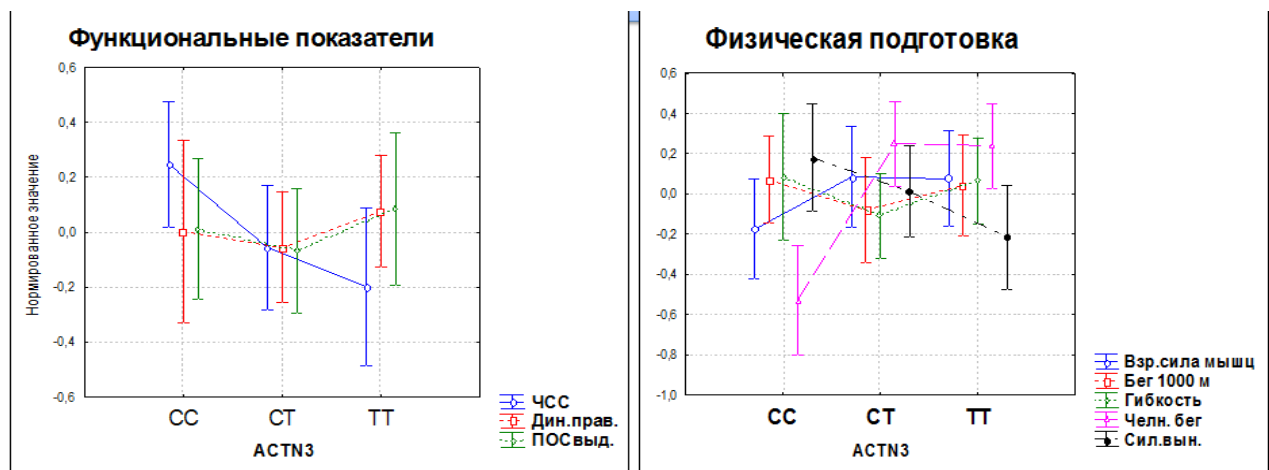 Функциональные показатели
Нормированное значение
0,6
0,4
0,2
0,0
-0,2
-0,4
-0,6
CC
CT
TT
ACTN3
ЧСС
Дин.прав.
ПОСвыд.
Физическая подготовка
0,6
0,4
0,2
0,0
-0,2
-0,4
-0,6
-0,8
-1,0
CC
CT
TT
ACTN3
Взр.сила мышц
Бег 1000 м
Гибкость
Челн. бег
Сил.вын.